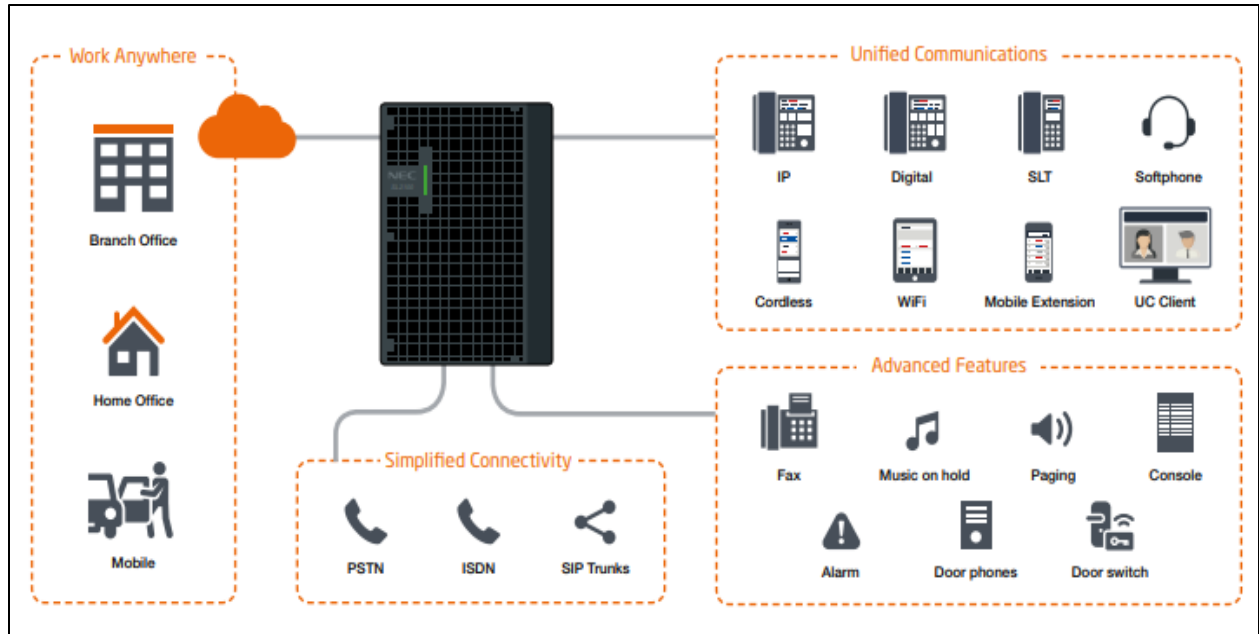 Work Anywhere
Branch Office
Home Office
Mobile
NEC
Simplified Connectivity
PSTN
ISDN
SIP Trunks
Unified Communications
IP
Digital
SLT
Softphone
Cordless
WiFi
Mobile Extension
UC Client
Advanced Features
Fax
Music on hold
Paging
Console
Alarm
Door phones
Door switch